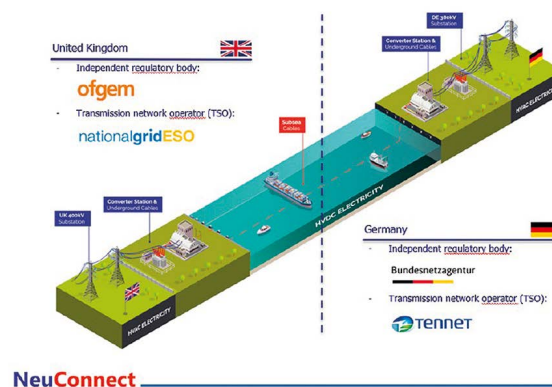 United Kingdom
- Independent regulatory body:
ofgem
- Transmission network operator (TSO):
nationalgridESO
DE 380kV
Substation
Converter Station &
Underground Cables
HVAC ELECTRICITY
Subsea
Cables
HVDC ELECTRICITY
Converter Station &
Underground Cables
UK 400kV
Substation
HVAC ELECTRICITY
Germany
- Independent regulatory body:
Bundesnetzagentur
- Transmission network operator (TSO):
TENNET
NeuConnect